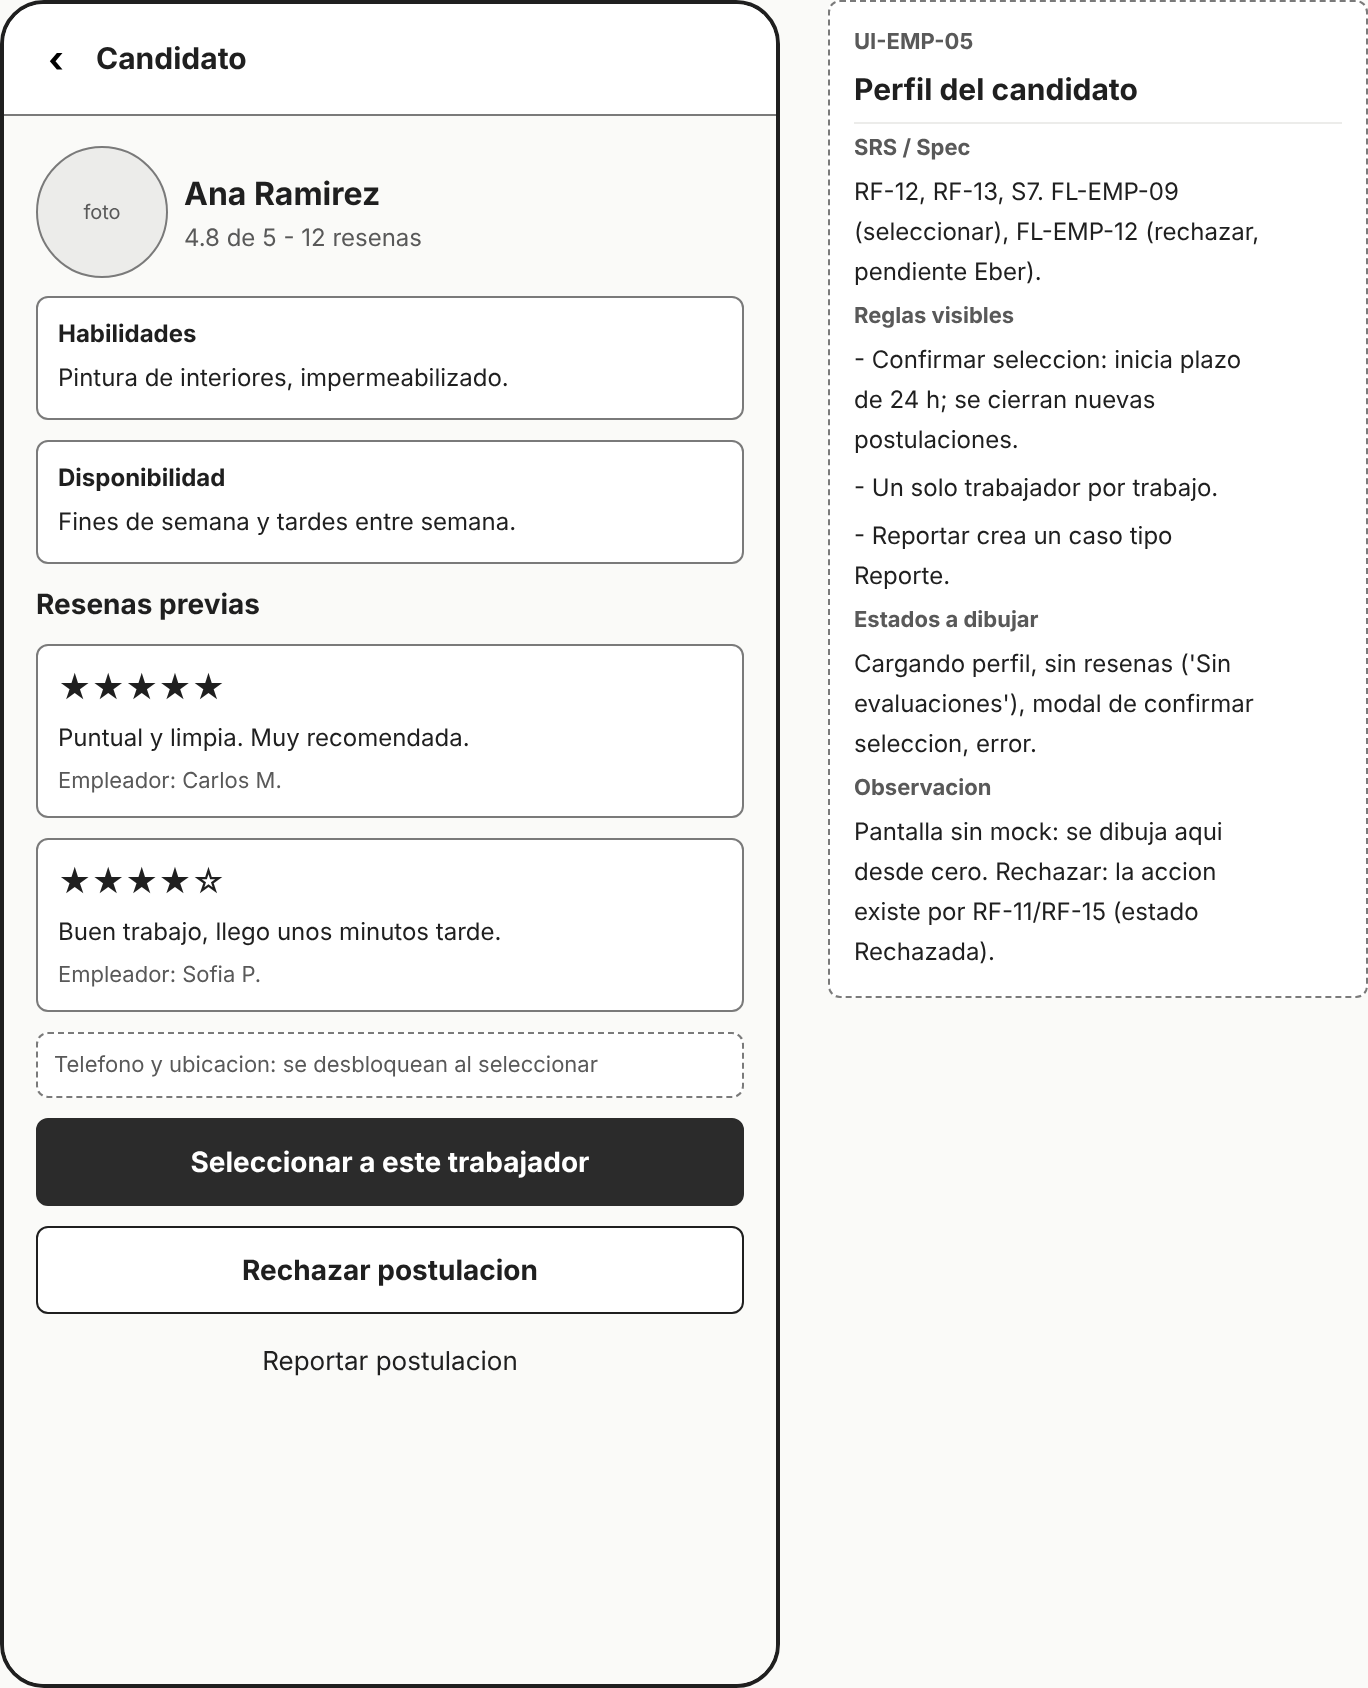 ‹ Candidato
foto
Ana Ramirez
4.8 de 5 - 12 resenas
Habilidades
Pintura de interiores, impermeabilizado.
Disponibilidad
Fines de semana y tardes entre semana.
Resenas previas
★★★★★
Puntual y limpia. Muy recomendada.
Empleador: Carlos M.
★★★★☆
Buen trabajo, llego unos minutos tarde.
Empleador: Sofia P.
Telefono y ubicacion: se desbloquean al seleccionar
Seleccionar a este trabajador
Rechazar postulacion
Reportar postulacion
UI-EMP-05
Perfil del candidato
SRS / Spec
RF-12, RF-13, S7. FL-EMP-09
(seleccionar), FL-EMP-12 (rechazar,
pendiente Eber).
Reglas visibles
- Confirmar seleccion: inicia plazo
de 24 h; se cierran nuevas
postulaciones.
- Un solo trabajador por trabajo.
- Reportar crea un caso tipo
Reporte.
Estados a dibujar
Cargando perfil, sin resenas ('Sin
evaluaciones'), modal de confirmar
seleccion, error.
Observacion
Pantalla sin mock: se dibuja aqui
desde cero. Rechazar: la accion
existe por RF-11/RF-15 (estado
Rechazada).